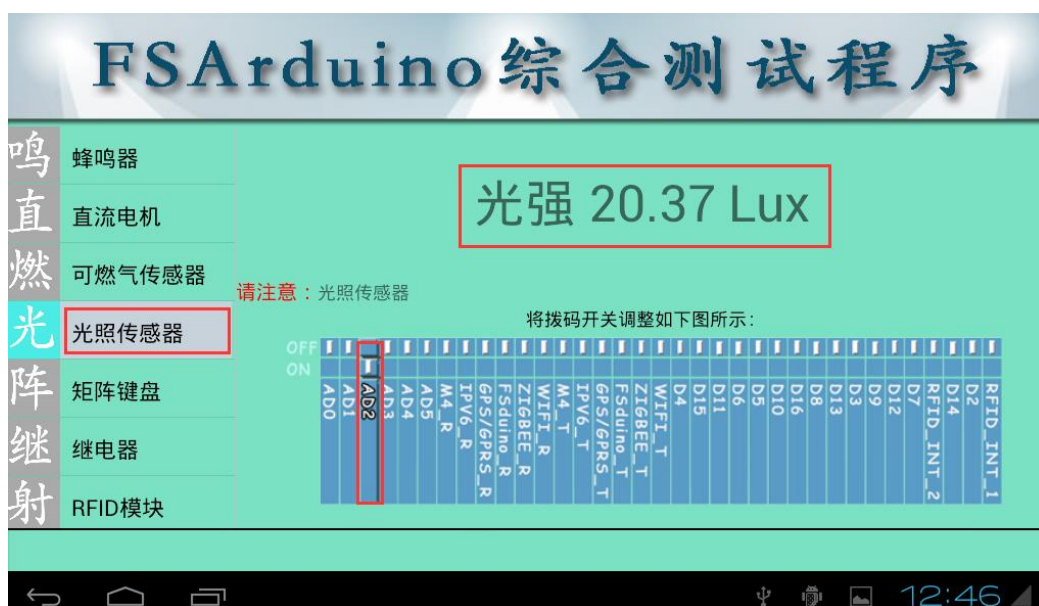 FSArduino综合测试程序
鸣 蜂鸣器
直 直流电机
燃 可燃气传感器
光 光照传感器
阵 矩阵键盘
继 继电器
射 RFID模块
光强 20.37 Lux
请注意：光照传感器
将拨码开关调整如下图所示:
OFF
ON
AD0
AD1
AD2
AD3
AD4
AD5
M4_R
IPV6_R
GPS/GPRS_R
FSduino_R
ZIGBEE_R
WIFI_R
M4_T
IPV6_T
GPS/GPRS_T
FSduino_T
ZIGBEE_T
WIFI_T
D4
D15
D11
D6
D5
D10
D16
D8
D13
D3
D9
D12
D7
RFID_INT_2
D14
D2
RFID_INT_1
12:46